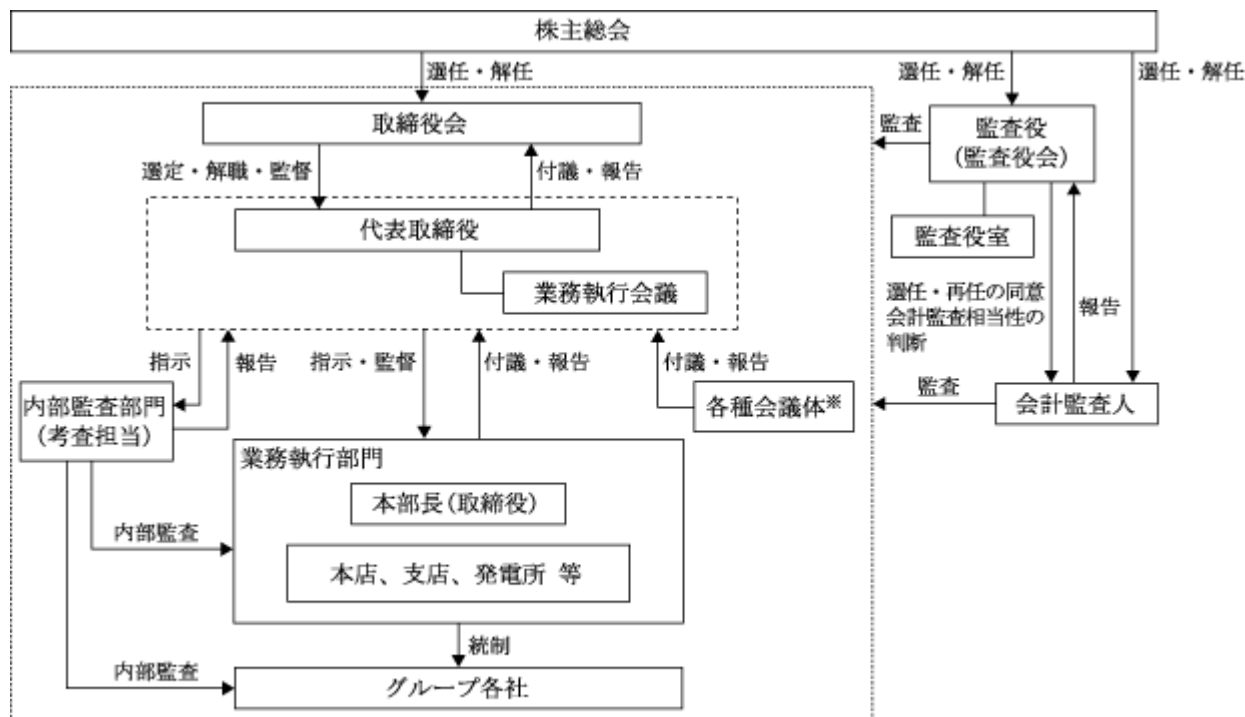 株主総会
選任・解任
選任・解任
選任・解任
取締役会
監査
監査役
（監査役会）
選定・解職・監督
付議・報告
代表取締役
監査役室
業務執行会議
選任・再任の同意
会計監査相当性の
判断
報告
指示
報告
指示・監督
付議・報告
付議・報告
監査
内部監査部門
（考査担当）
各種会議体※
会計監査人
業務執行部門
本部長（取締役）
内部監査
本店、支店、発電所 等
統制
内部監査
グループ各社